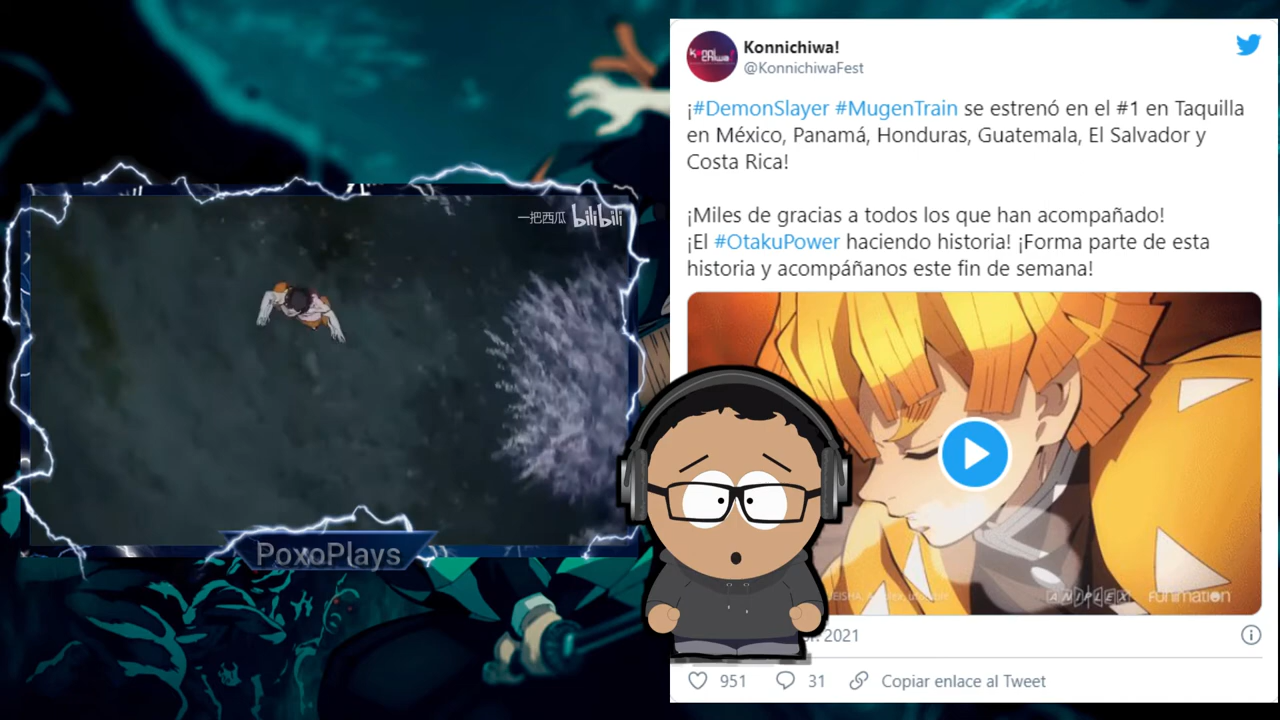 一把西瓜 bilibili
PoxoPlays
Konnichiwa!
@KonnichiwaFest
¡#DemonSlayer #MugenTrain se estrenó en el #1 en Taquilla
en México, Panamá, Honduras, Guatemala, El Salvador y
Costa Rica!
¡Miles de gracias a todos los que han acompañado!
¡El #OtakuPower haciendo historia! ¡Forma parte de esta
historia y acompáñanos este fin de semana!
ANIPLEX funimation
2021
951 31 Copiar enlace al Tweet